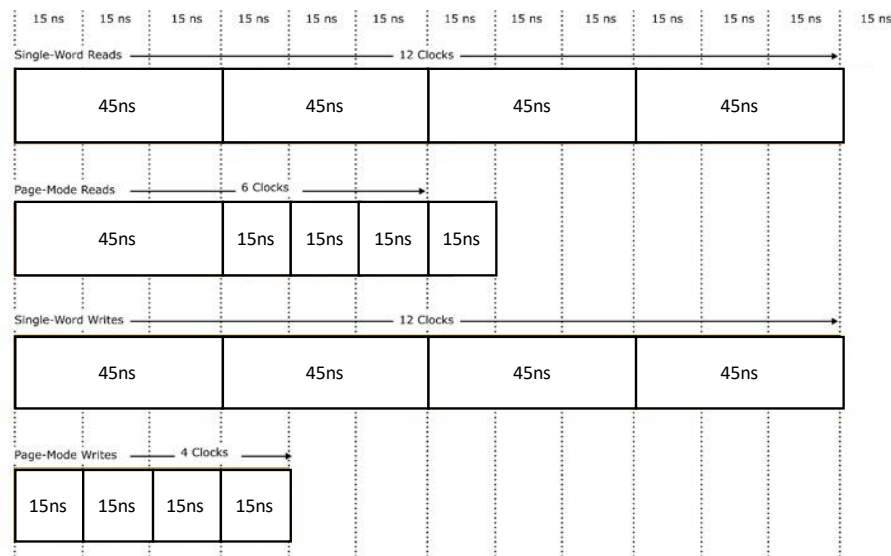 15 ns 15 ns 15 ns 15 ns 15 ns 15 ns 15 ns 15 ns 15 ns 15 ns 15 ns 15 ns 15 ns
Single-Word Reads 12 Clocks
45ns 45ns 45ns 45ns
Page-Mode Reads 6 Clocks
45ns 15ns 15ns 15ns 15ns
Single-Word Writes 12 Clocks
45ns 45ns 45ns 45ns
Page-Mode Writes 4 Clocks
15ns 15ns 15ns 15ns